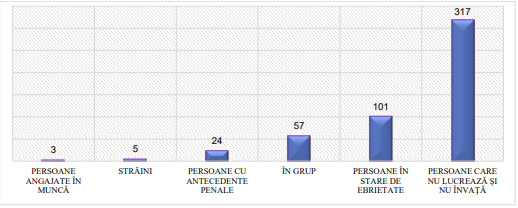 317
101
57
24
5
3
PERSOANE ANGAJATE ÎN MUNCĂ
STRĂINI
PERSOANE CU ANTECEDENTE PENALE
ÎN GRUP
PERSOANE ÎN STARE DE EBRIETATE
PERSOANE CARE NU LUCREAZĂ ȘI NU ÎNVAȚĂ